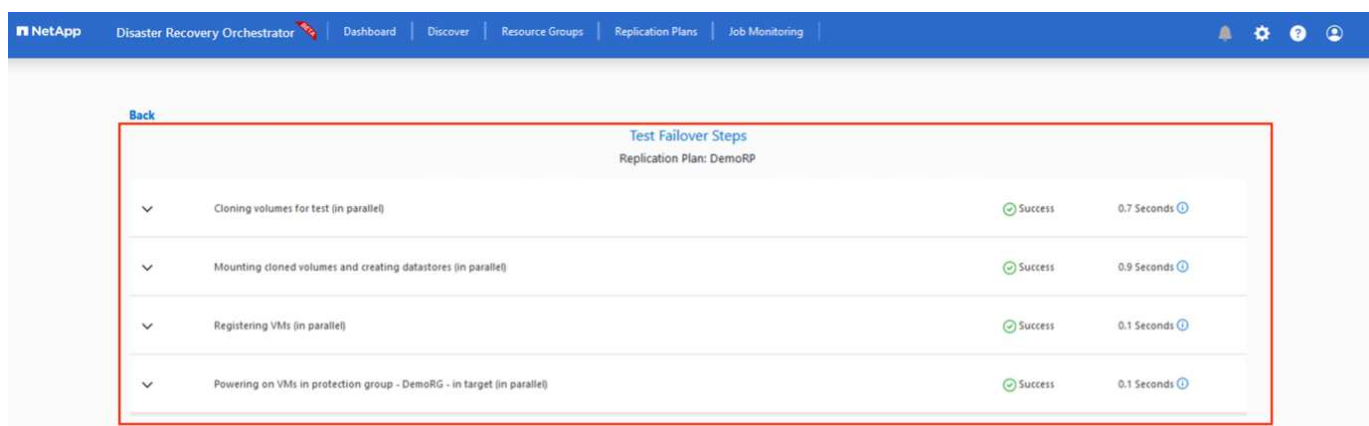 NetApp Disaster Recovery Orchestrator BETA Dashboard Discover Resource Groups Replication Plans Job Monitoring
Back
Test Failover Steps
Replication Plan: DemoRP
Cloning volumes for test (in parallel) Success 0.7 Seconds
Mounting cloned volumes and creating datastores (in parallel) Success 0.9 Seconds
Registering VMs (in parallel) Success 0.1 Seconds
Powering on VMs in protection group - DemoRG - in target (in parallel) Success 0.1 Seconds